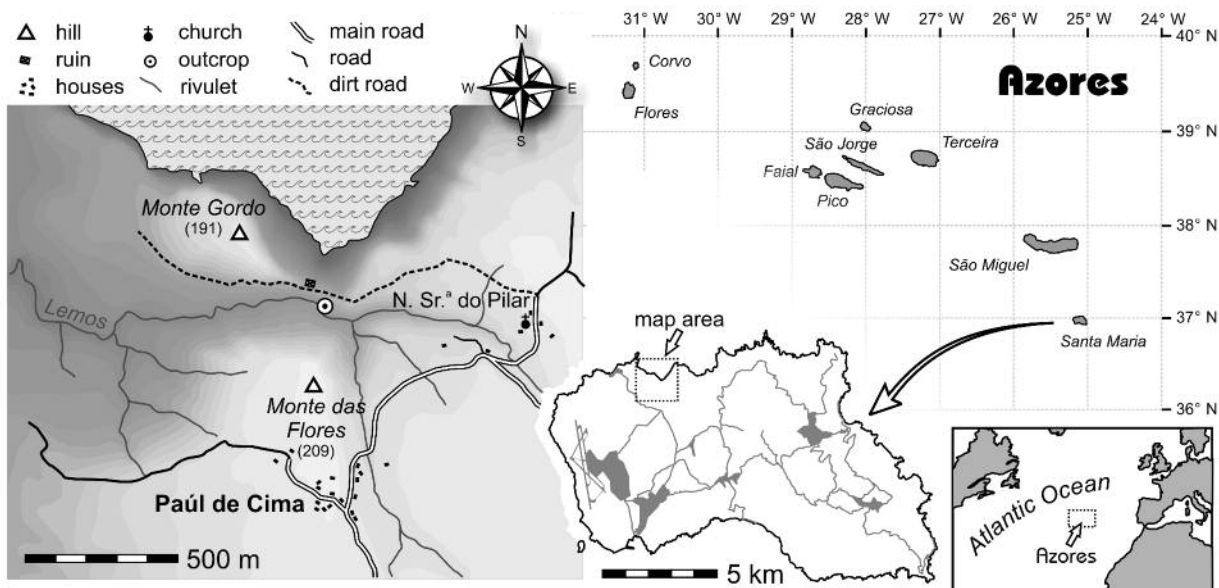 hill
church
main road
ruin
outcrop
road
houses
rivulet
dirt road
N
W
E
S
Monte Gordo
(191)
Lemos
N. Sr.ª do Pilar
Monte das
Flores
(209)
Paúl de Cima
500 m
31° W
30° W
29° W
28° W
27° W
26° W
25° W
24° W
40° N
Azores
Corvo
Flores
Graciosa
39° N
São Jorge
Terceira
Faial
Pico
38° N
São Miguel
37° N
map area
Santa Maria
36° N
5 km
Atlantic Ocean
Azores